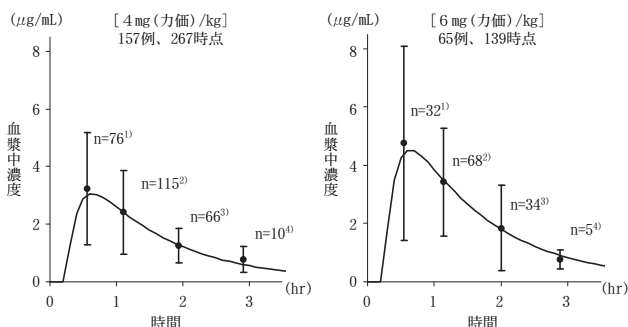 (μg/mL)
[4mg(力価)/kg]
157例、267時点
8
6
4
2
0
血漿中濃度
n=76¹⁾
n=115²⁾
n=66³⁾
n=10⁴⁾
0 1 2 3 (hr)
時間
(μg/mL)
[6mg(力価)/kg]
65例、139時点
8
6
4
2
0
血漿中濃度
n=32¹⁾
n=68²⁾
n=34³⁾
n=5⁴⁾
0 1 2 3 (hr)
時間